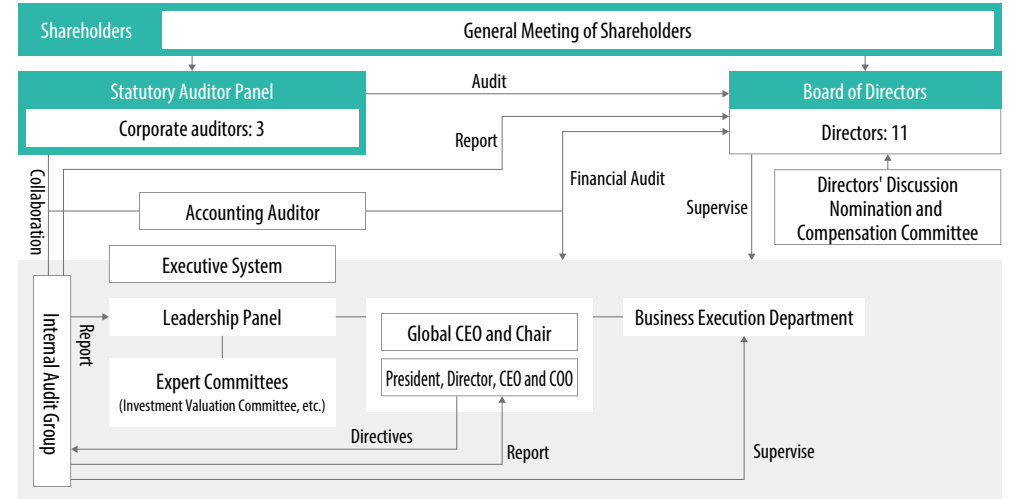 Shareholders
General Meeting of Shareholders
Statutory Auditor Panel
Corporate auditors: 3
Audit
Board of Directors
Directors: 11
Report
Collaboration
Accounting Auditor
Financial Audit
Supervise
Directors' Discussion
Nomination and
Compensation Committee
Executive System
Internal Audit Group
Report
Leadership Panel
Expert Committees
(Investment Valuation Committee, etc.)
Global CEO and Chair
President, Director, CEO and COO
Business Execution Department
Directives
Report
Supervise